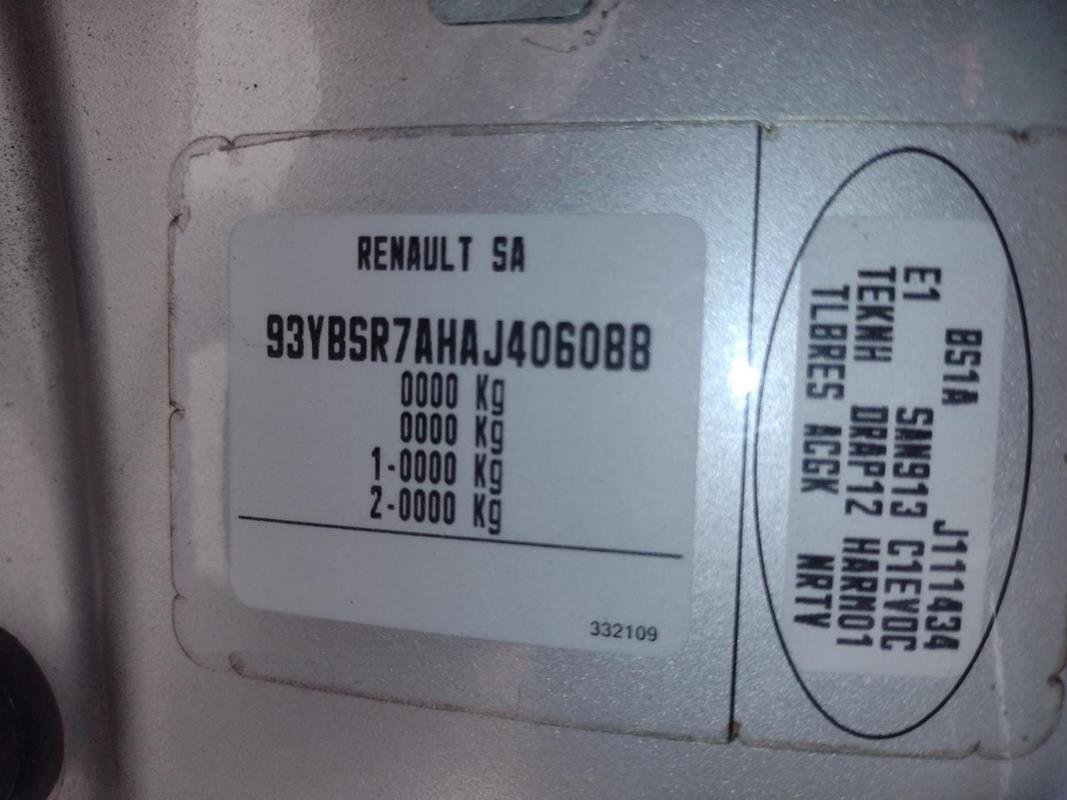 RENAULT SA
93YBSR7AHAJ406088
0000 Kg
0000 Kg
1-0000 Kg
2-0000 Kg
332109
BS1A J111434
E1 SAN913 C1EVDC
TEKNH DRAP12 HARM01
TLBRES ACGK NRTV